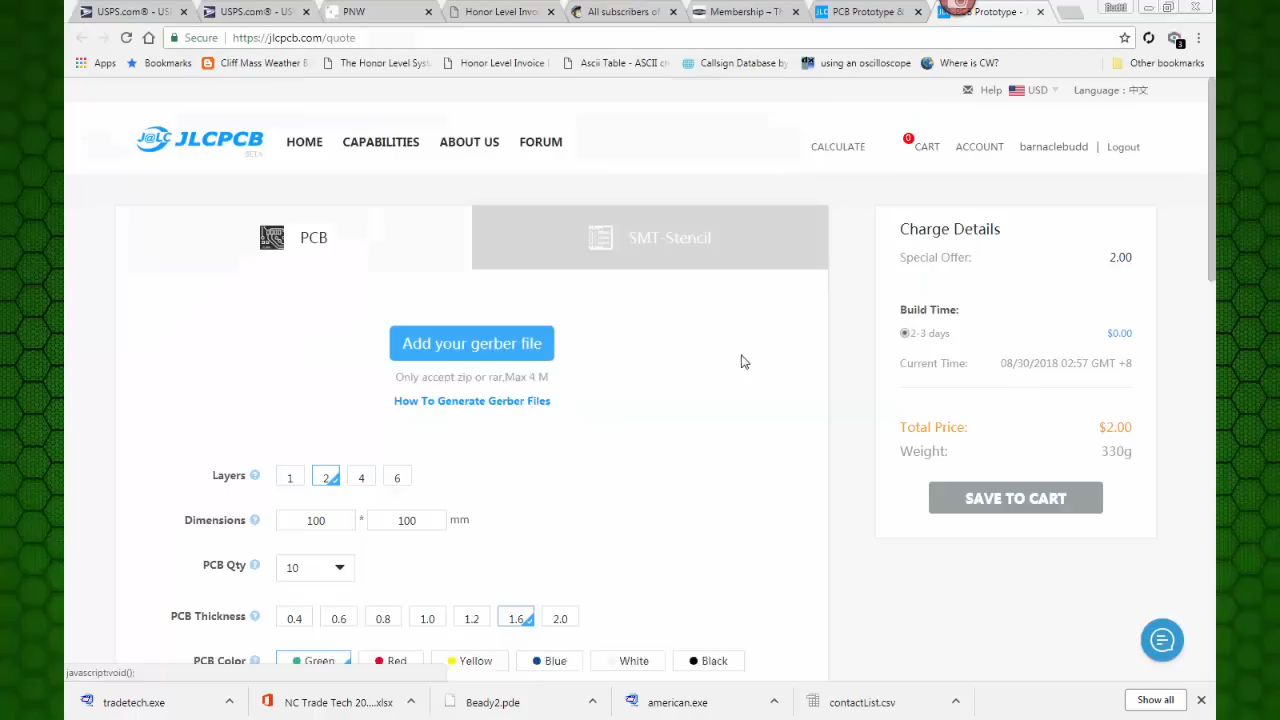 USPS.com® - US
USPS.com® - US
PNW
Honor Level Invo
All subscribers of
Membership – Th
PCB Prototype &
PCB Prototype -
Budd
Secure
https://jlcpcb.com/quote
3
Apps
Bookmarks
Cliff Mass Weather B
The Honor Level Sys
Honor Level Invoice
Ascii Table - ASCII c
Callsign Database by
using an oscilloscope
Where is CW?
Other bookmarks
Help
USD
Language : 中文
J@LC JLCPCB
BETA
HOME
CAPABILITIES
ABOUT US
FORUM
CALCULATE
0
CART
ACCOUNT
barnaclebudd | Logout
PCB
SMT-Stencil
Add your gerber file
Only accept zip or rar,Max 4 M
How To Generate Gerber Files
Layers ? 1 2 4 6
Dimensions ? 100 * 100 mm
PCB Qty ? 10
PCB Thickness ? 0.4 0.6 0.8 1.0 1.2 1.6 2.0
PCB Color ? Green Red Yellow Blue White Black
Charge Details
Special Offer: 2.00
Build Time:
2-3 days $0.00
Current Time: 08/30/2018 02:57 GMT +8
Total Price: $2.00
Weight: 330g
SAVE TO CART
javascript:void();
tradetech.exe
NC Trade Tech 20....xlsx
Beady2.pde
american.exe
contactList.csv
Show all